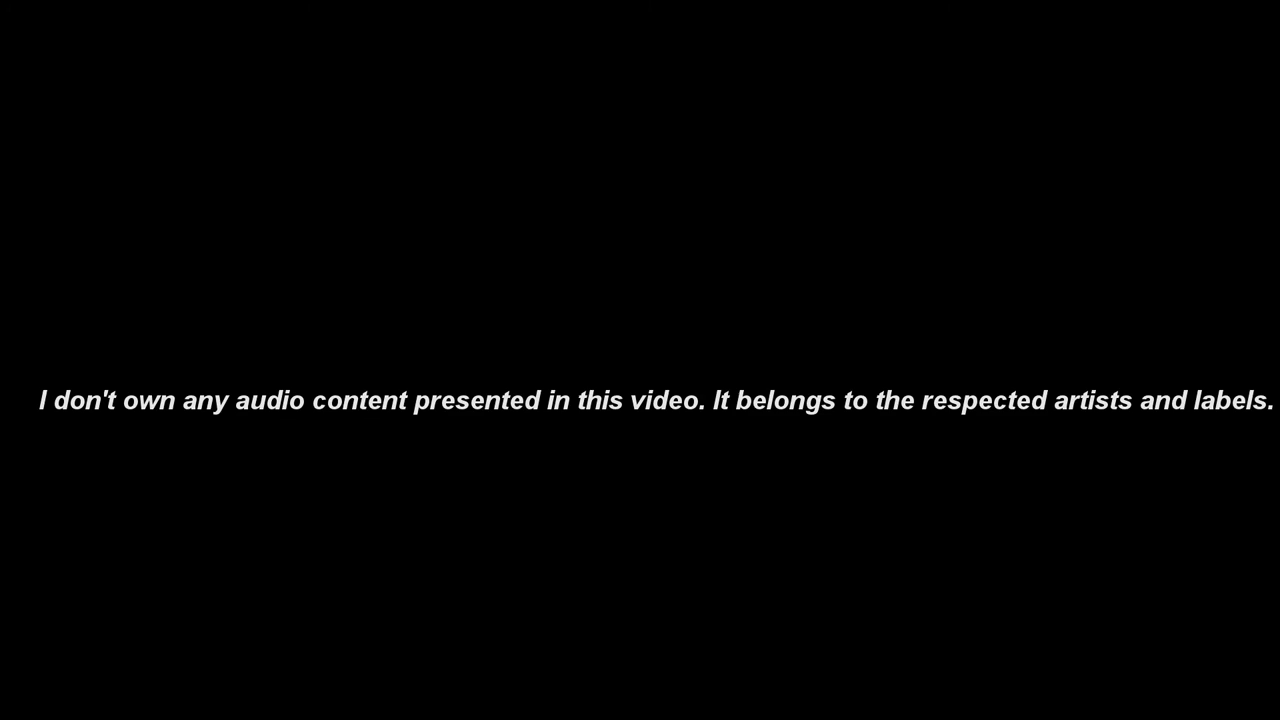 I don't own any audio content presented in this video. It belongs to the respected artists and labels.